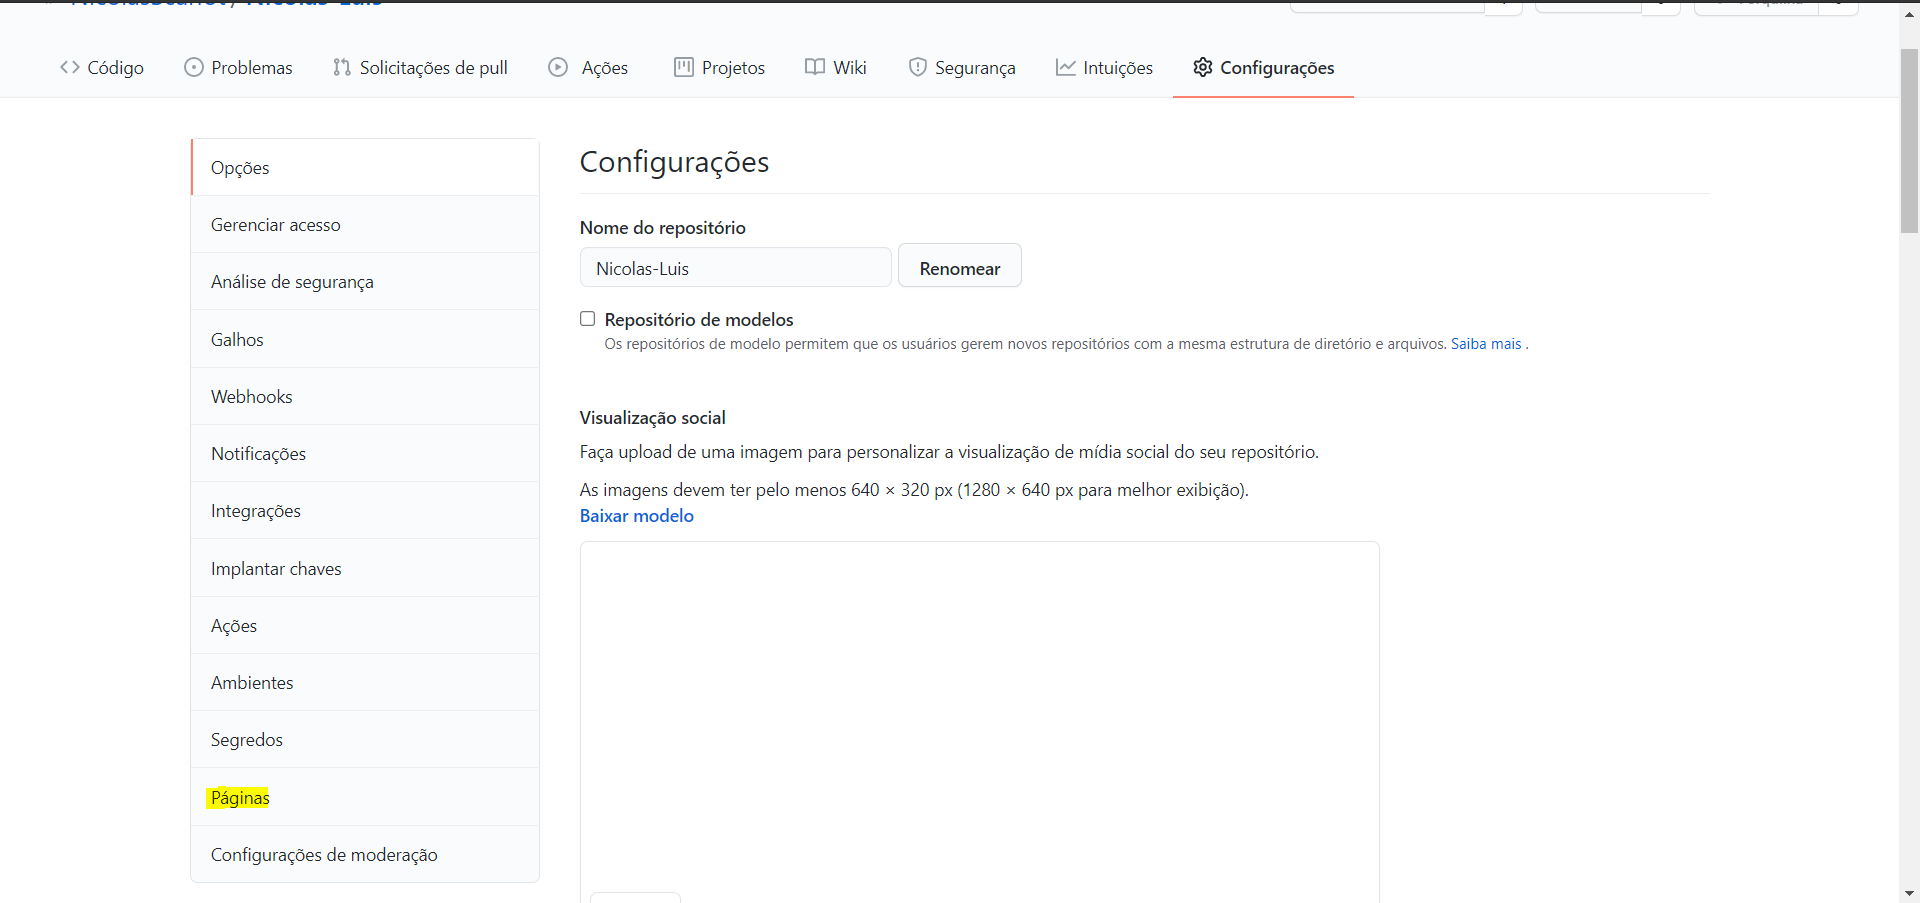 Código
Problemas
Solicitações de pull
Ações
Projetos
Wiki
Segurança
Intuições
Configurações
Opções
Gerenciar acesso
Análise de segurança
Galhos
Webhooks
Notificações
Integrações
Implantar chaves
Ações
Ambientes
Segredos
Páginas
Configurações de moderação
Configurações
Nome do repositório
Nicolas-Luis
Renomear
Repositório de modelos
Os repositórios de modelo permitem que os usuários gerem novos repositórios com a mesma estrutura de diretório e arquivos. Saiba mais .
Visualização social
Faça upload de uma imagem para personalizar a visualização de mídia social do seu repositório.
As imagens devem ter pelo menos 640 × 320 px (1280 × 640 px para melhor exibição).
Baixar modelo